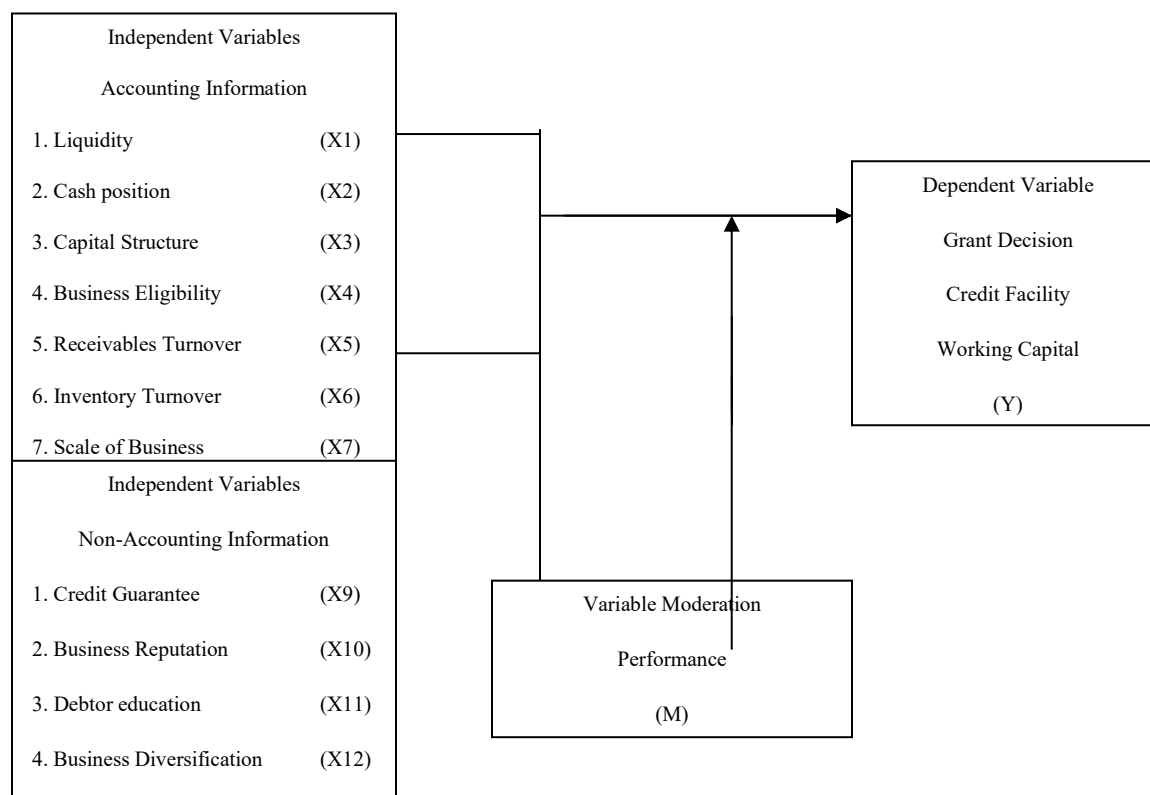 Independent Variables
Accounting Information
1. Liquidity (X1)
2. Cash position (X2)
3. Capital Structure (X3)
4. Business Eligibility (X4)
5. Receivables Turnover (X5)
6. Inventory Turnover (X6)
7. Scale of Business (X7)
Independent Variables
Non-Accounting Information
1. Credit Guarantee (X9)
2. Business Reputation (X10)
3. Debtor education (X11)
4. Business Diversification (X12)
Variable Moderation
Performance
(M)
Dependent Variable
Grant Decision
Credit Facility
Working Capital
(Y)